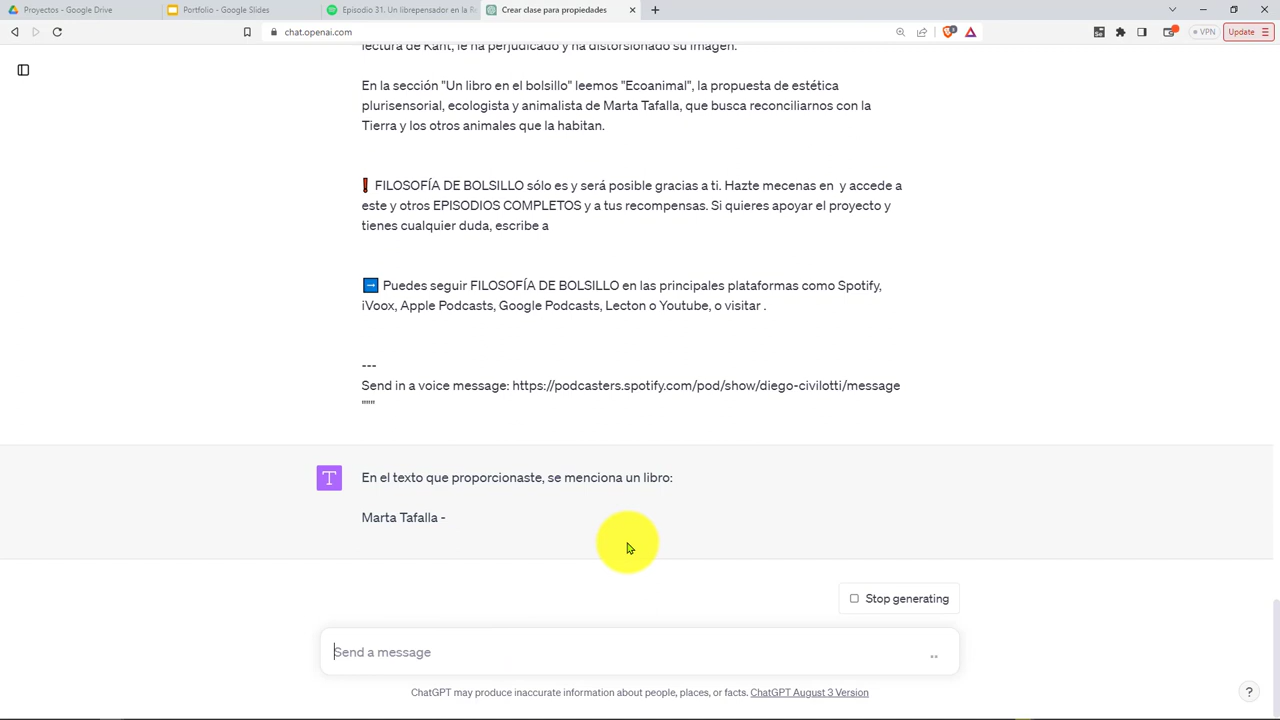 Proyectos - Google Drive
Portfolio - Google Slides
Episodio 31. Un librepensador en la Re
Crear clase para propiedades
chat.openai.com
VPN
Update
lectura de Kant, le ha perjudicado y ha distorsionado su imagen.
En la sección "Un libro en el bolsillo" leemos "Ecoanimal", la propuesta de estética
plurisensorial, ecologista y animalista de Marta Tafalla, que busca reconciliarnos con la
Tierra y los otros animales que la habitan.
❗ FILOSOFÍA DE BOLSILLO sólo es y será posible gracias a ti. Hazte mecenas en  y accede a
este y otros EPISODIOS COMPLETOS y a tus recompensas. Si quieres apoyar el proyecto y
tienes cualquier duda, escribe a
➡ Puedes seguir FILOSOFÍA DE BOLSILLO en las principales plataformas como Spotify,
iVoox, Apple Podcasts, Google Podcasts, Lecton o Youtube, o visitar .
---
Send in a voice message: https://podcasters.spotify.com/pod/show/diego-civilotti/message
"""
T
En el texto que proporcionaste, se menciona un libro:
Marta Tafalla -
Stop generating
Send a message
ChatGPT may produce inaccurate information about people, places, or facts. ChatGPT August 3 Version
?